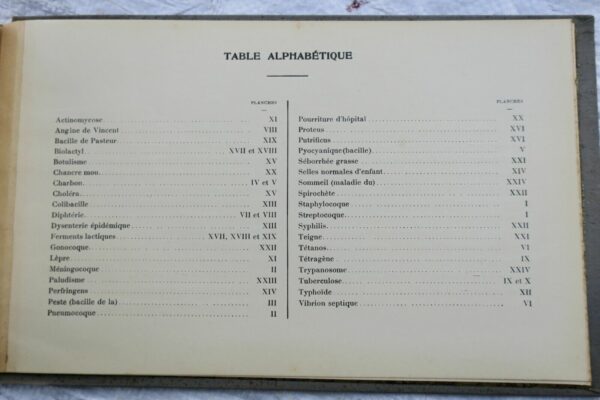 TABLE ALPHABÉTIQUE
PLANCHES
Actinomycose XI
Angine de Vincent VIII
Bacille de Pasteur XIX
Biolactyl XVII et XVIII
Botulisme XV
Chancre mou XX
Charbon IV et V
Choléra XV
Colibacille XIII
Diphtérie VII et VIII
Dysenterie épidémique XIII
Ferments lactiques XVII, XVIII et XIX
Gonocoque XXII
Lèpre XI
Méningocoque II
Paludisme XXIII
Perfringens XIV
Peste (bacille de la) III
Pneumocoque II
PLANCHES
Pourriture d'hôpital XX
Proteus XVI
Putrificus XVI
Pyocyanique(bacille) V
Séborrhée grasse XXI
Selles normales d'enfant XIV
Sommeil (maladie du) XXIV
Spirochète XXII
Staphylocoque I
Streptocoque I
Syphilis XXII
Teigne XXI
Tétanos VI
Tétragène IX
Trypanosome XXIV
Tuberculose IX et X
Typhoïde XII
Vibrion septique VI